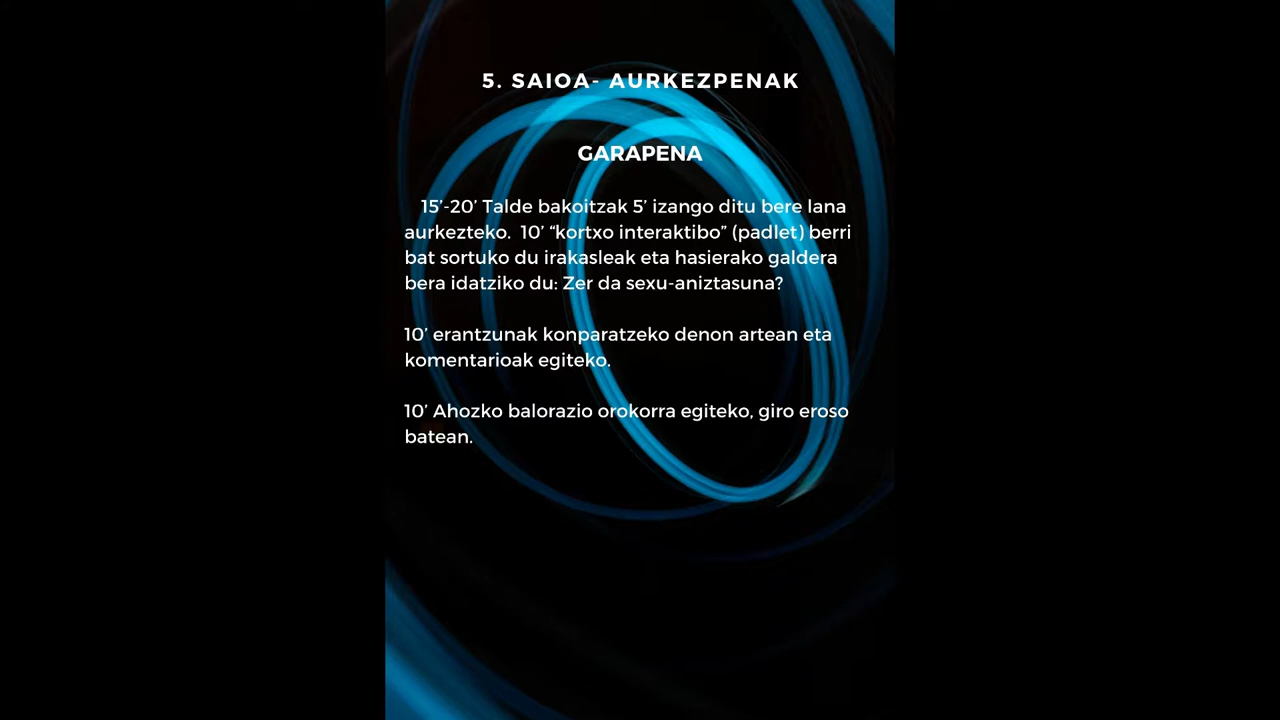 5. SAIOA- AURKEZPENAK
GARAPENA
15’-20’ Talde bakoitzak 5’ izango ditu bere lana
aurkezteko.  10’ “kortxo interaktibo” (padlet) berri
bat sortuko du irakasleak eta hasierako galdera
bera idatziko du: Zer da sexu-aniztasuna?
10’ erantzunak konparatzeko denon artean eta
komentarioak egiteko.
10’ Ahozko balorazio orokorra egiteko, giro eroso
batean.